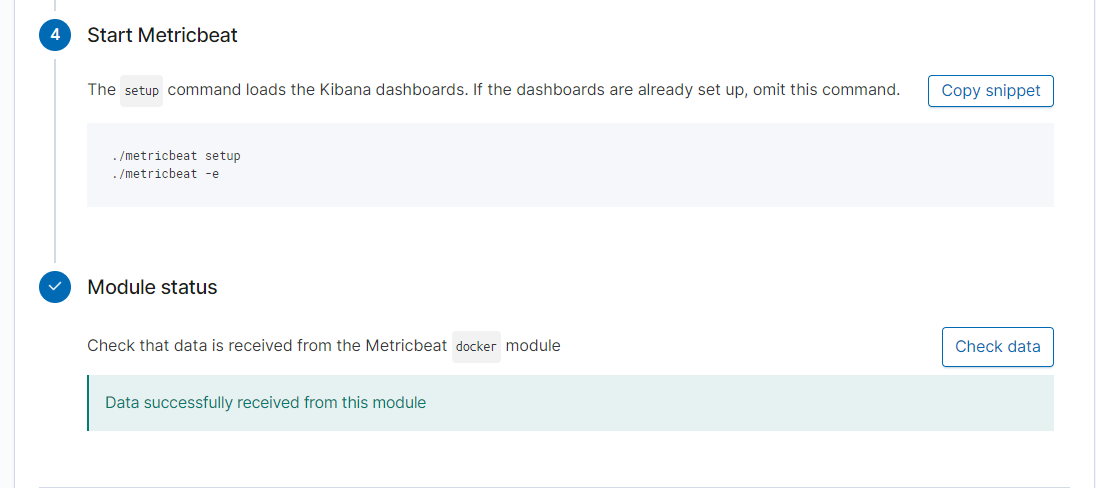 4 Start Metricbeat
The setup command loads the Kibana dashboards. If the dashboards are already set up, omit this command. Copy snippet
./metricbeat setup
./metricbeat -e
Module status
Check that data is received from the Metricbeat docker module Check data
Data successfully received from this module